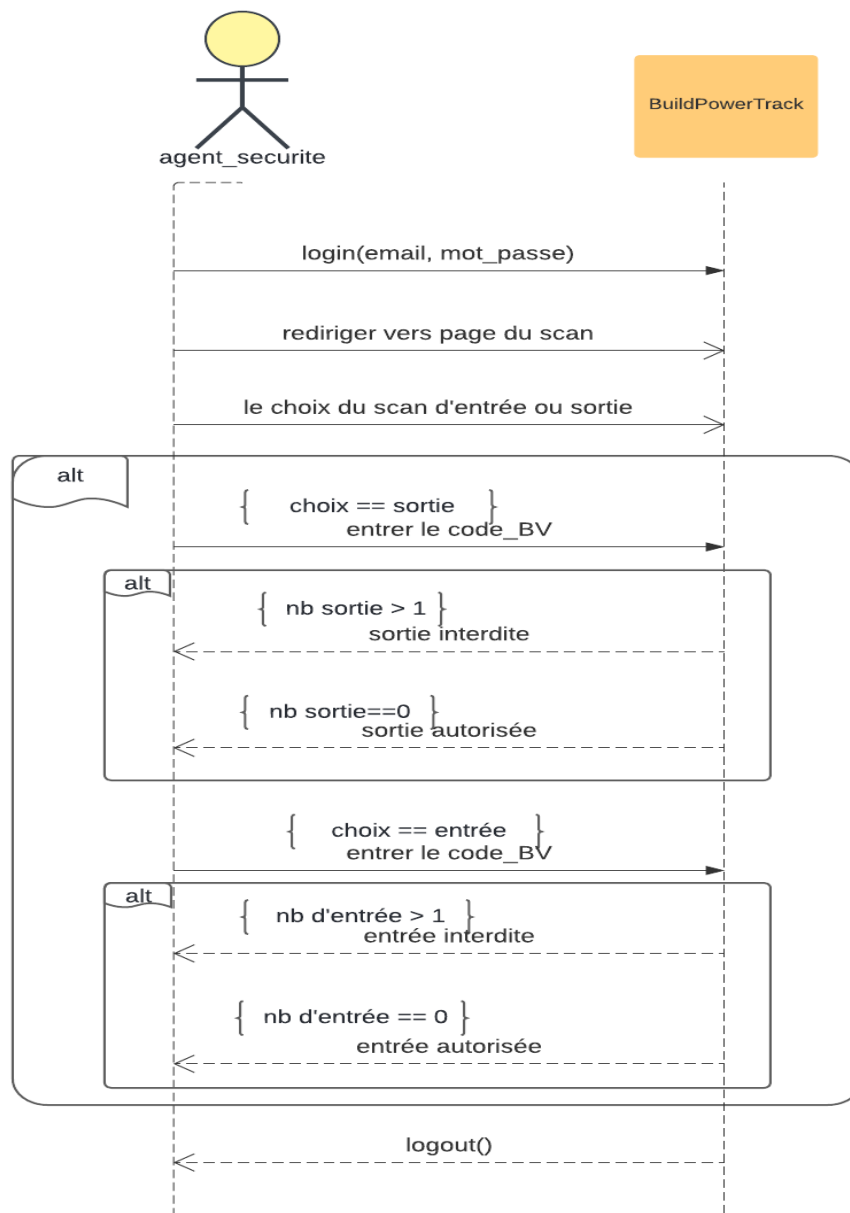 BuildPowerTrack
agent_securite
login(email, mot_passe)
rediriger vers page du scan
le choix du scan d'entrée ou sortie
alt
{ choix == sortie }
entrer le code_BV
alt
{ nb sortie > 1 }
sortie interdite
{ nb sortie==0 }
sortie autorisée
{ choix == entrée }
entrer le code_BV
alt
{ nb d'entrée > 1 }
entrée interdite
{ nb d'entrée == 0 }
entrée autorisée
logout()